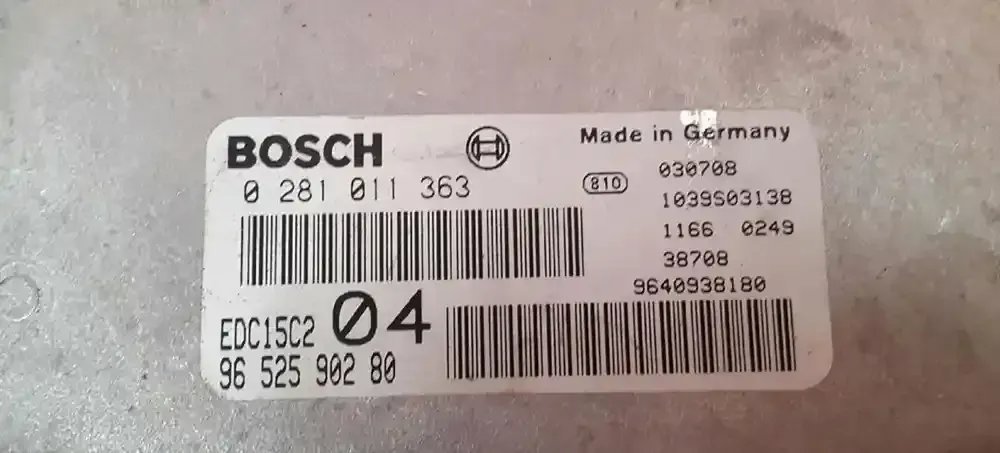 BOSCH
0 281 011 363
Made in Germany
810
030708
1039S03138
1166 0249
38708
9640938180
EDC15C2 04
96 525 902 80